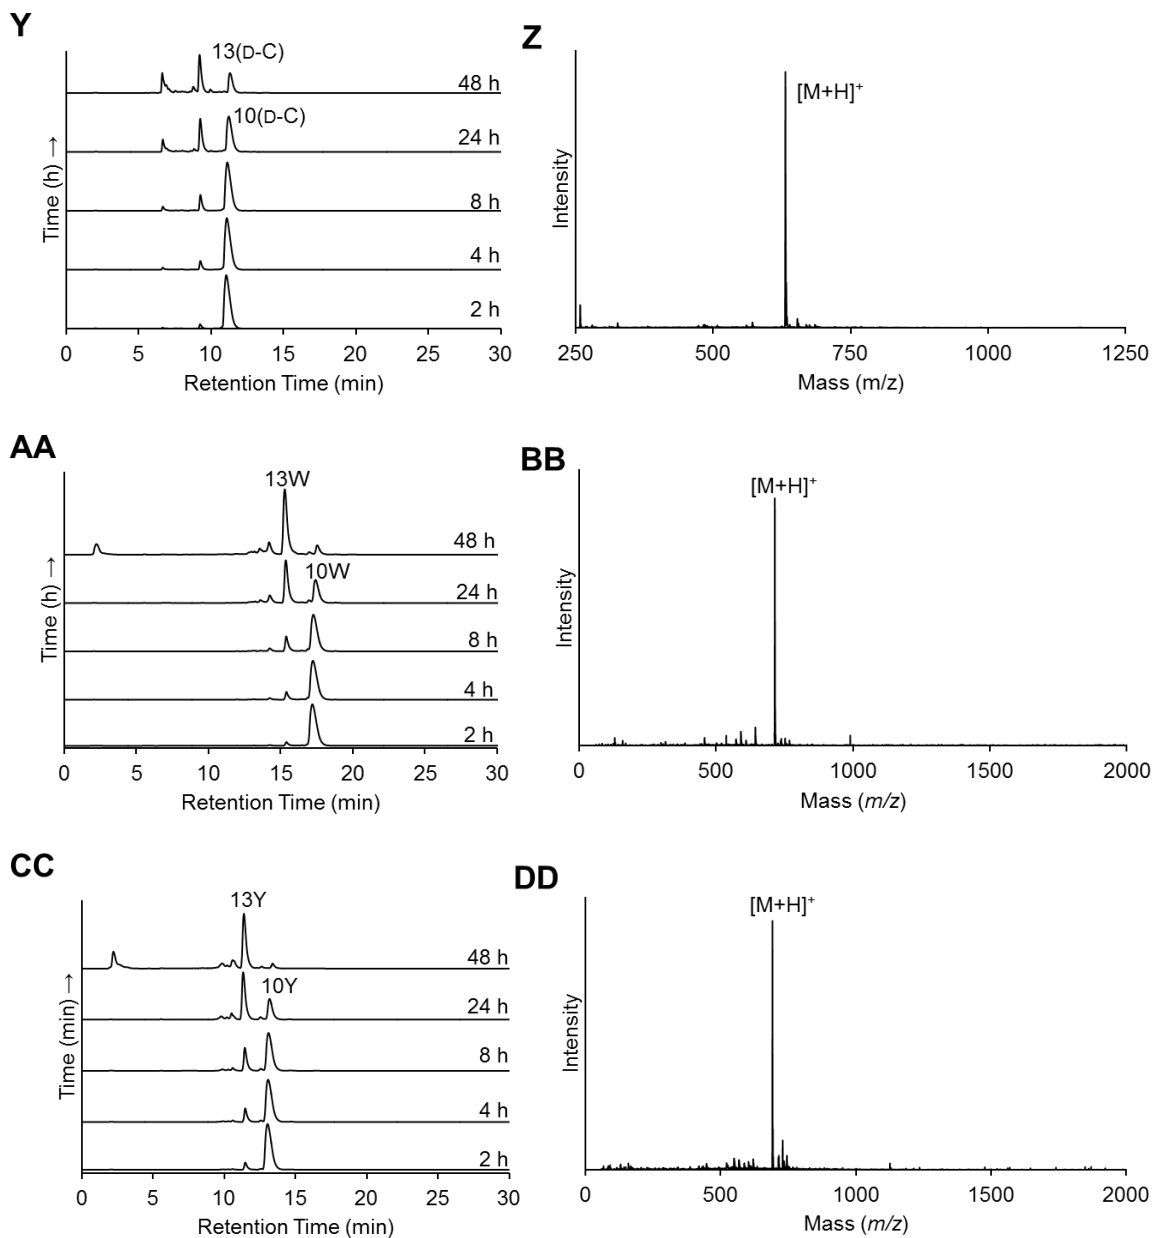 Y
13(D-C)
48 h
10(D-C)
24 h
8 h
4 h
2 h
Time (h) →
0 5 10 15 20 25 30
Retention Time (min)
Z
[M+H]+
Intensity
250 500 750 1000 1250
Mass (m/z)
AA
13W
48 h
10W
24 h
8 h
4 h
2 h
Time (h) →
0 5 10 15 20 25 30
Retention Time (min)
BB
[M+H]+
Intensity
0 500 1000 1500 2000
Mass (m/z)
CC
13Y
48 h
10Y
24 h
8 h
4 h
2 h
Time (min) →
0 5 10 15 20 25 30
Retention Time (min)
DD
[M+H]+
Intensity
0 500 1000 1500 2000
Mass (m/z)